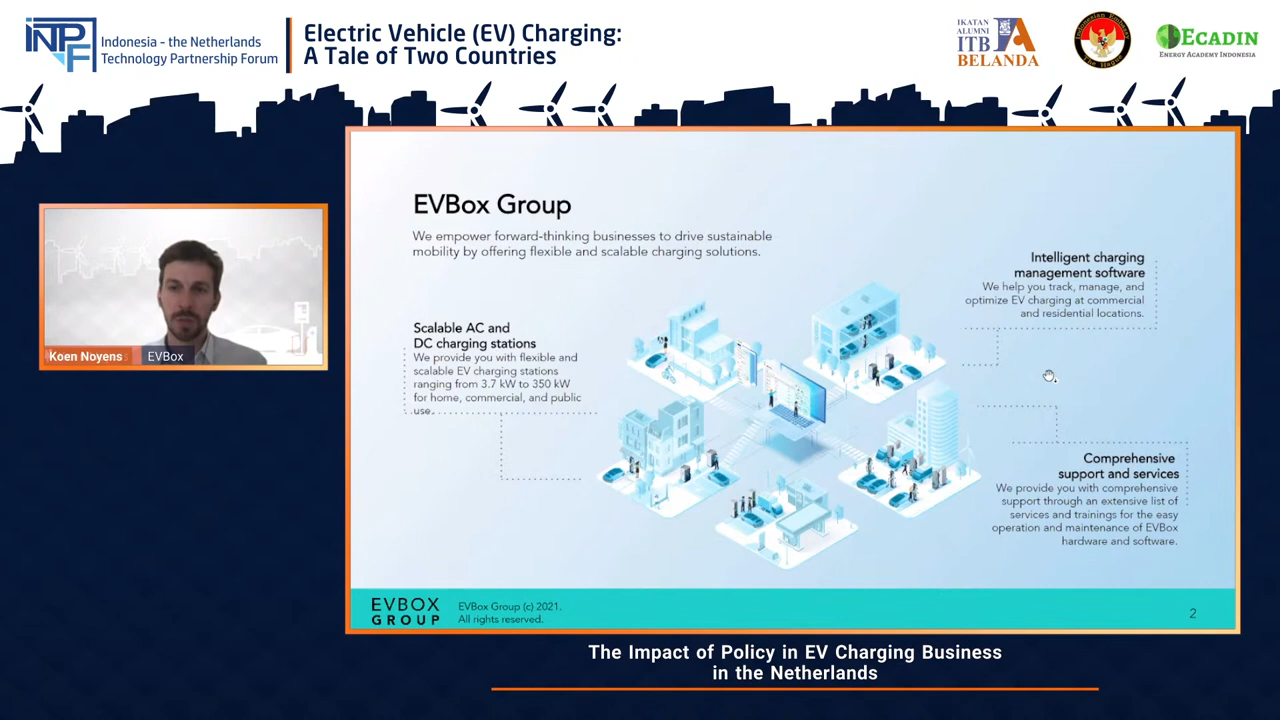 INPF
Indonesia - the Netherlands
Technology Partnership Forum
Electric Vehicle (EV) Charging:
A Tale of Two Countries
IKATAN
ALUMNI
ITB
BELANDA
Indonesian Embassy
The Hague
ECADIN
ENERGY ACADEMY INDONESIA
EVBox Group
We empower forward-thinking businesses to drive sustainable
mobility by offering flexible and scalable charging solutions.
Intelligent charging
management software
We help you track, manage, and
optimize EV charging at commercial
and residential locations.
Scalable AC and
DC charging stations
We provide you with flexible and
scalable EV charging stations
ranging from 3.7 kW to 350 kW
for home, commercial, and public
use.
Comprehensive
support and services
We provide you with comprehensive
support through an extensive list of
services and trainings for the easy
operation and maintenance of EVBox
hardware and software.
Koen Noyens
EVBox
EVBOX
GROUP
EVBox Group (c) 2021.
All rights reserved.
2
The Impact of Policy in EV Charging Business
in the Netherlands